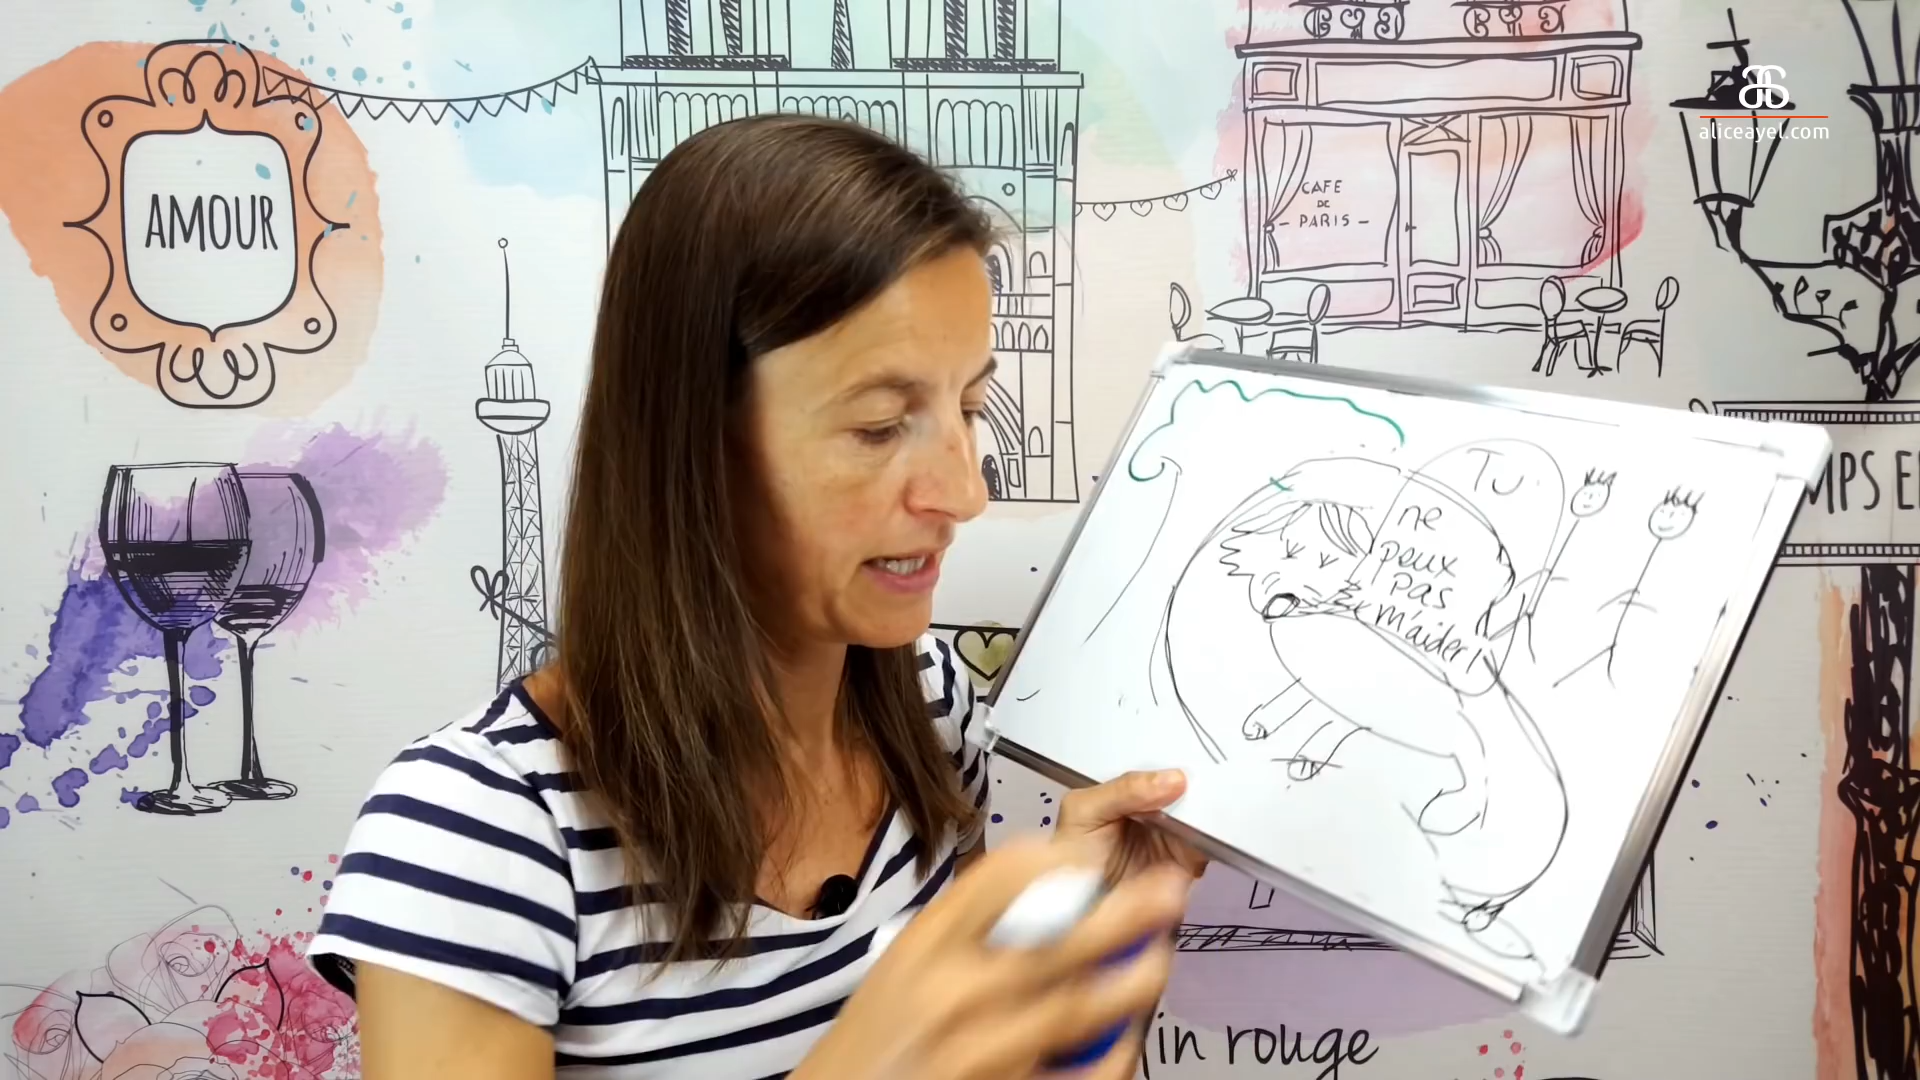 AMOUR
CAFE
DE
- PARIS -
aliceayel.com
MPS E
Tu
ne
peux
pas
m'aider!
in rouge